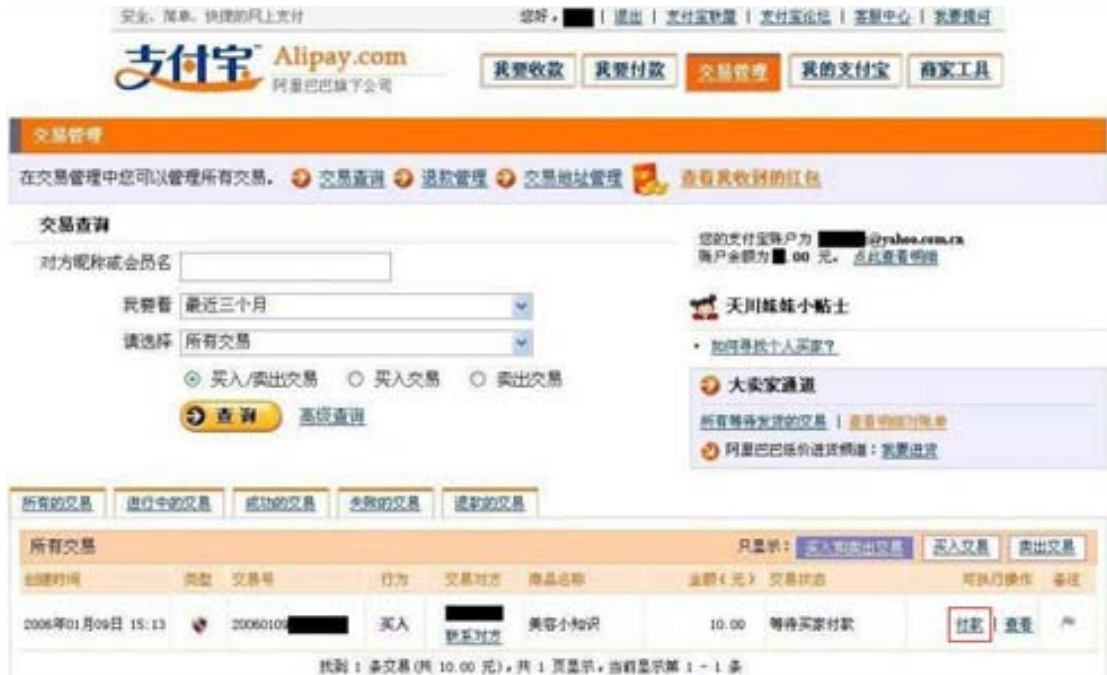 安全、简单、快捷的网上支付
您好, | 退出 | 支付宝联盟 | 支付宝论坛 | 客服中心 | 我要提问
支付宝 Alipay.com
阿里巴巴旗下公司
我要收款 我要付款 交易管理 我的支付宝 商家工具
交易管理
在交易管理中您可以管理所有交易。 交易查询 退款管理 交易地址管理 查看我收到的红包
交易查询
您的支付宝账户为 @yahoo.com.cn
账户余额为 .00 元。 点此查看明细
对方昵称或会员名
我要看 最近三个月
天川妹妹小帖士
请选择 所有交易
• 如何寻找个人买家?
买入/卖出交易 买入交易 卖出交易
大卖家通道
查询 高级查询
所有等待发货的交易 | 查看明细对账单
阿里巴巴低价进货频道:我要进货
所有的交易 进行中的交易 成功的交易 失败的交易 退款的交易
所有交易 只显示: 买入和卖出交易 买入交易 卖出交易
创建时间 类型 交易号 行为 交易对方 商品名称 金额(元) 交易状态 可执行操作 备注
2006年01月09日 15:13 20060109 买入 联系对方 美容小知识 10.00 等待买家付款 付款 | 查看
找到 1 条交易(共 10.00 元),共 1 页显示,当前显示第 1 - 1 条